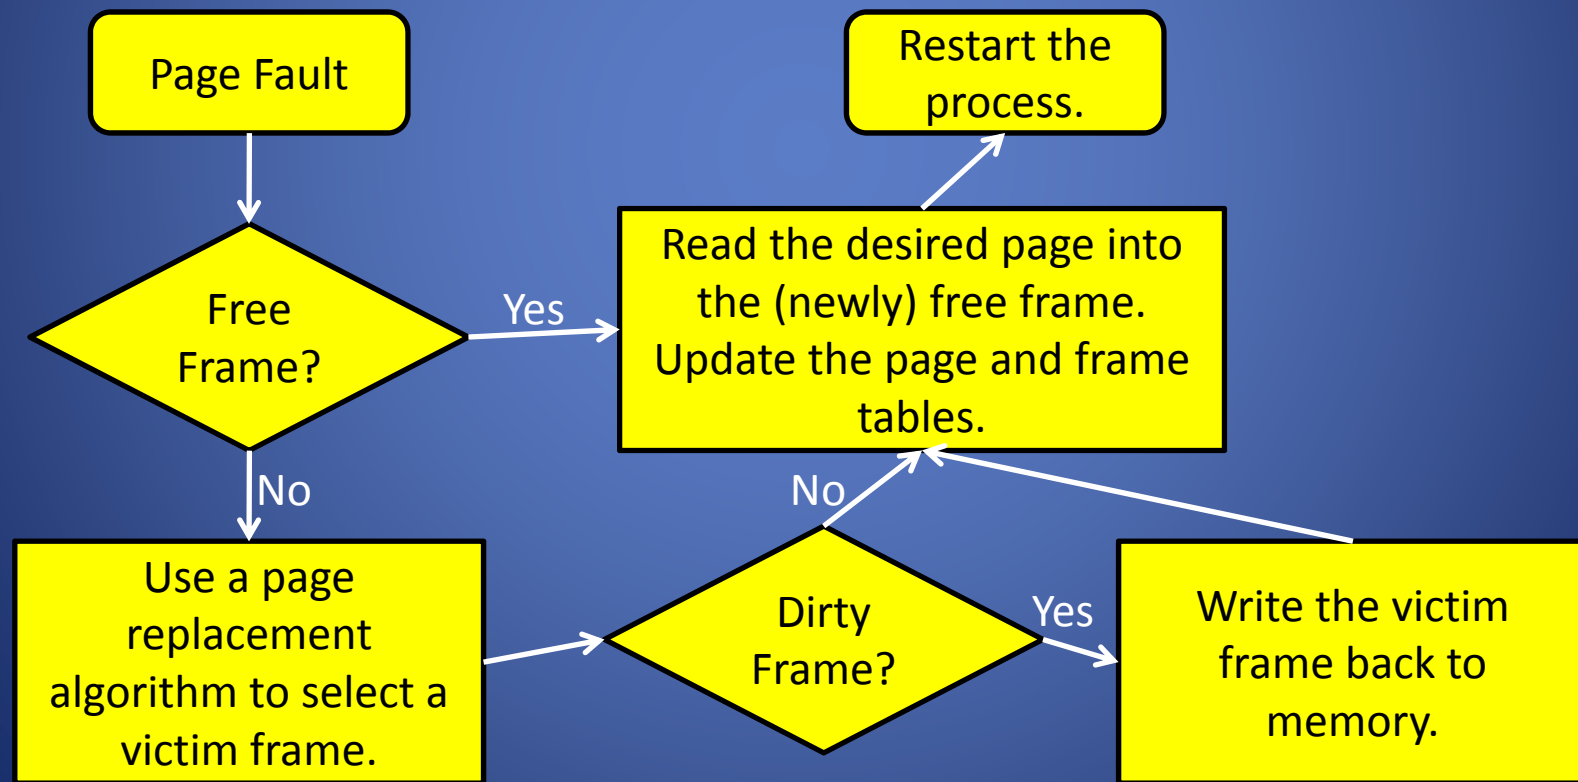 Page Fault
Restart the
process.
Free
Frame?
Yes
Read the desired page into
the (newly) free frame.
Update the page and frame
tables.
No
Use a page
replacement
algorithm to select a
victim frame.
Dirty
Frame?
No
Yes
Write the victim
frame back to
memory.